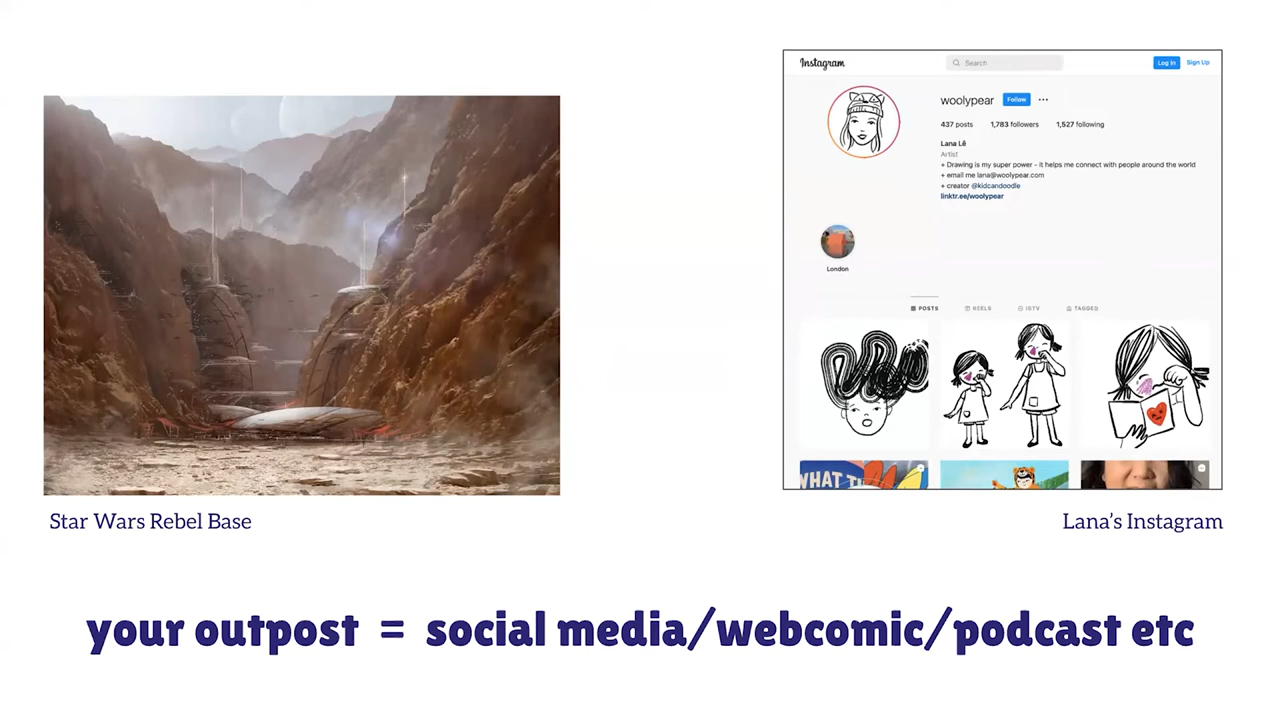 Instagram
Search
Log In
Sign Up
woolypear
Follow
437 posts 1,783 followers 1,527 following
Lana Lê
Artist
+ Drawing is my super power - it helps me connect with people around the world
+ email me lana@woolypear.com
+ creator @kidcandoodle
linktr.ee/woolypear
London
POSTS
REELS
IGTV
TAGGED
WHAT
Star Wars Rebel Base
Lana’s Instagram
your outpost = social media/webcomic/podcast etc